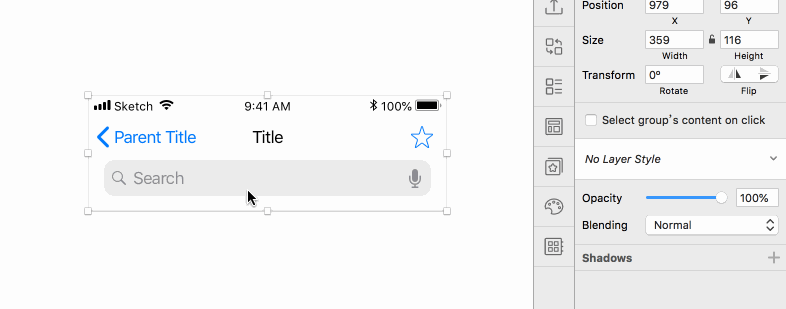 Position 979 96
X Y
Size 359 116
Width Height
Transform 0º
Rotate Flip
Select group's content on click
No Layer Style
Opacity 100%
Blending Normal
Shadows
Sketch 9:41 AM 100%
Parent Title Title
Search